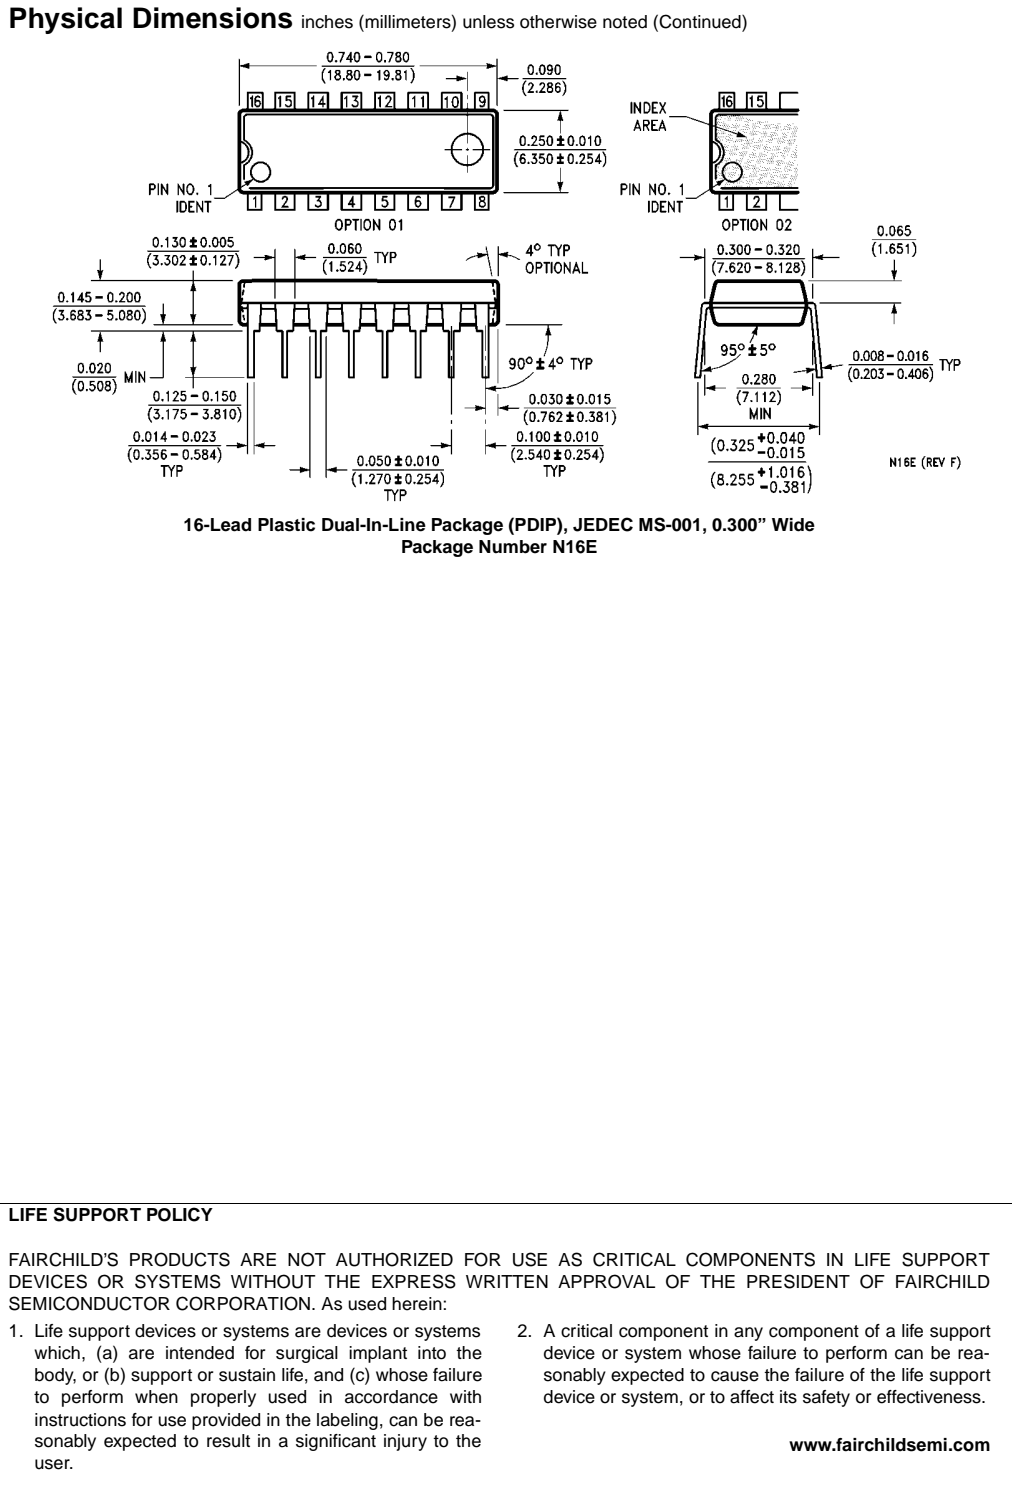 Physical Dimensions inches (millimeters) unless otherwise noted (Continued)
0.740 – 0.780
(18.80 – 19.81)
0.090
(2.286)
16 15 14 13 12 11 10 9
INDEX
AREA
16 15
0.250 ± 0.010
(6.350 ± 0.254)
PIN NO. 1
IDENT
1 2 3 4 5 6 7 8
OPTION 01
PIN NO. 1
IDENT
1 2
OPTION 02
0.065
(1.651)
0.130 ± 0.005
(3.302 ± 0.127)
0.060
(1.524)
TYP
4° TYP
OPTIONAL
0.300 – 0.320
(7.620 – 8.128)
0.145 – 0.200
(3.683 – 5.080)
0.020
(0.508)
MIN
90° ± 4° TYP
95° ± 5°
0.008 – 0.016
(0.203 – 0.406)
TYP
0.125 – 0.150
(3.175 – 3.810)
0.030 ± 0.015
(0.762 ± 0.381)
0.280
(7.112)
MIN
0.014 – 0.023
(0.356 – 0.584)
TYP
0.050 ± 0.010
(1.270 ± 0.254)
TYP
0.100 ± 0.010
(2.540 ± 0.254)
TYP
(0.325 +0.040 −0.015
(8.255 +1.016 −0.381)
N16E (REV F)
16-Lead Plastic Dual-In-Line Package (PDIP), JEDEC MS-001, 0.300” Wide
Package Number N16E
LIFE SUPPORT POLICY
FAIRCHILD’S PRODUCTS ARE NOT AUTHORIZED FOR USE AS CRITICAL COMPONENTS IN LIFE SUPPORT
DEVICES OR SYSTEMS WITHOUT THE EXPRESS WRITTEN APPROVAL OF THE PRESIDENT OF FAIRCHILD
SEMICONDUCTOR CORPORATION. As used herein:
1. Life support devices or systems are devices or systems
which, (a) are intended for surgical implant into the
body, or (b) support or sustain life, and (c) whose failure
to perform when properly used in accordance with
instructions for use provided in the labeling, can be rea-
sonably expected to result in a significant injury to the
user.
2. A critical component in any component of a life support
device or system whose failure to perform can be rea-
sonably expected to cause the failure of the life support
device or system, or to affect its safety or effectiveness.
www.fairchildsemi.com